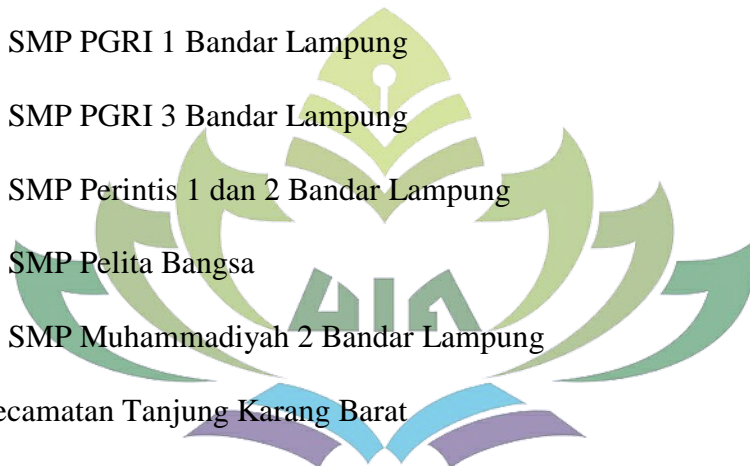 SMP PGRI 1 Bandar Lampung
SMP PGRI 3 Bandar Lampung
SMP Perintis 1 dan 2 Bandar Lampung
SMP Pelita Bangsa
UIN
SMP Muhammadiyah 2 Bandar Lampung
ecamatan Tanjung Karang Barat